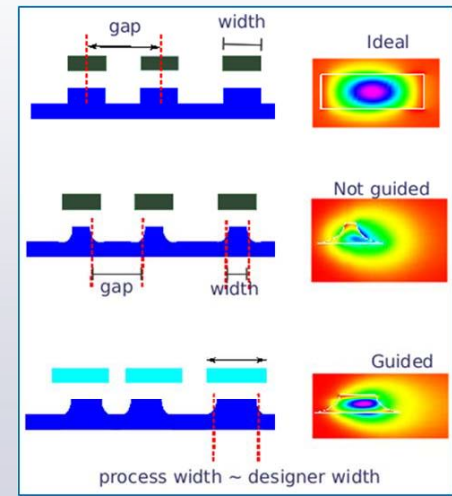 gap
width
Ideal
Not guided
gap
width
Guided
process width ~ designer width